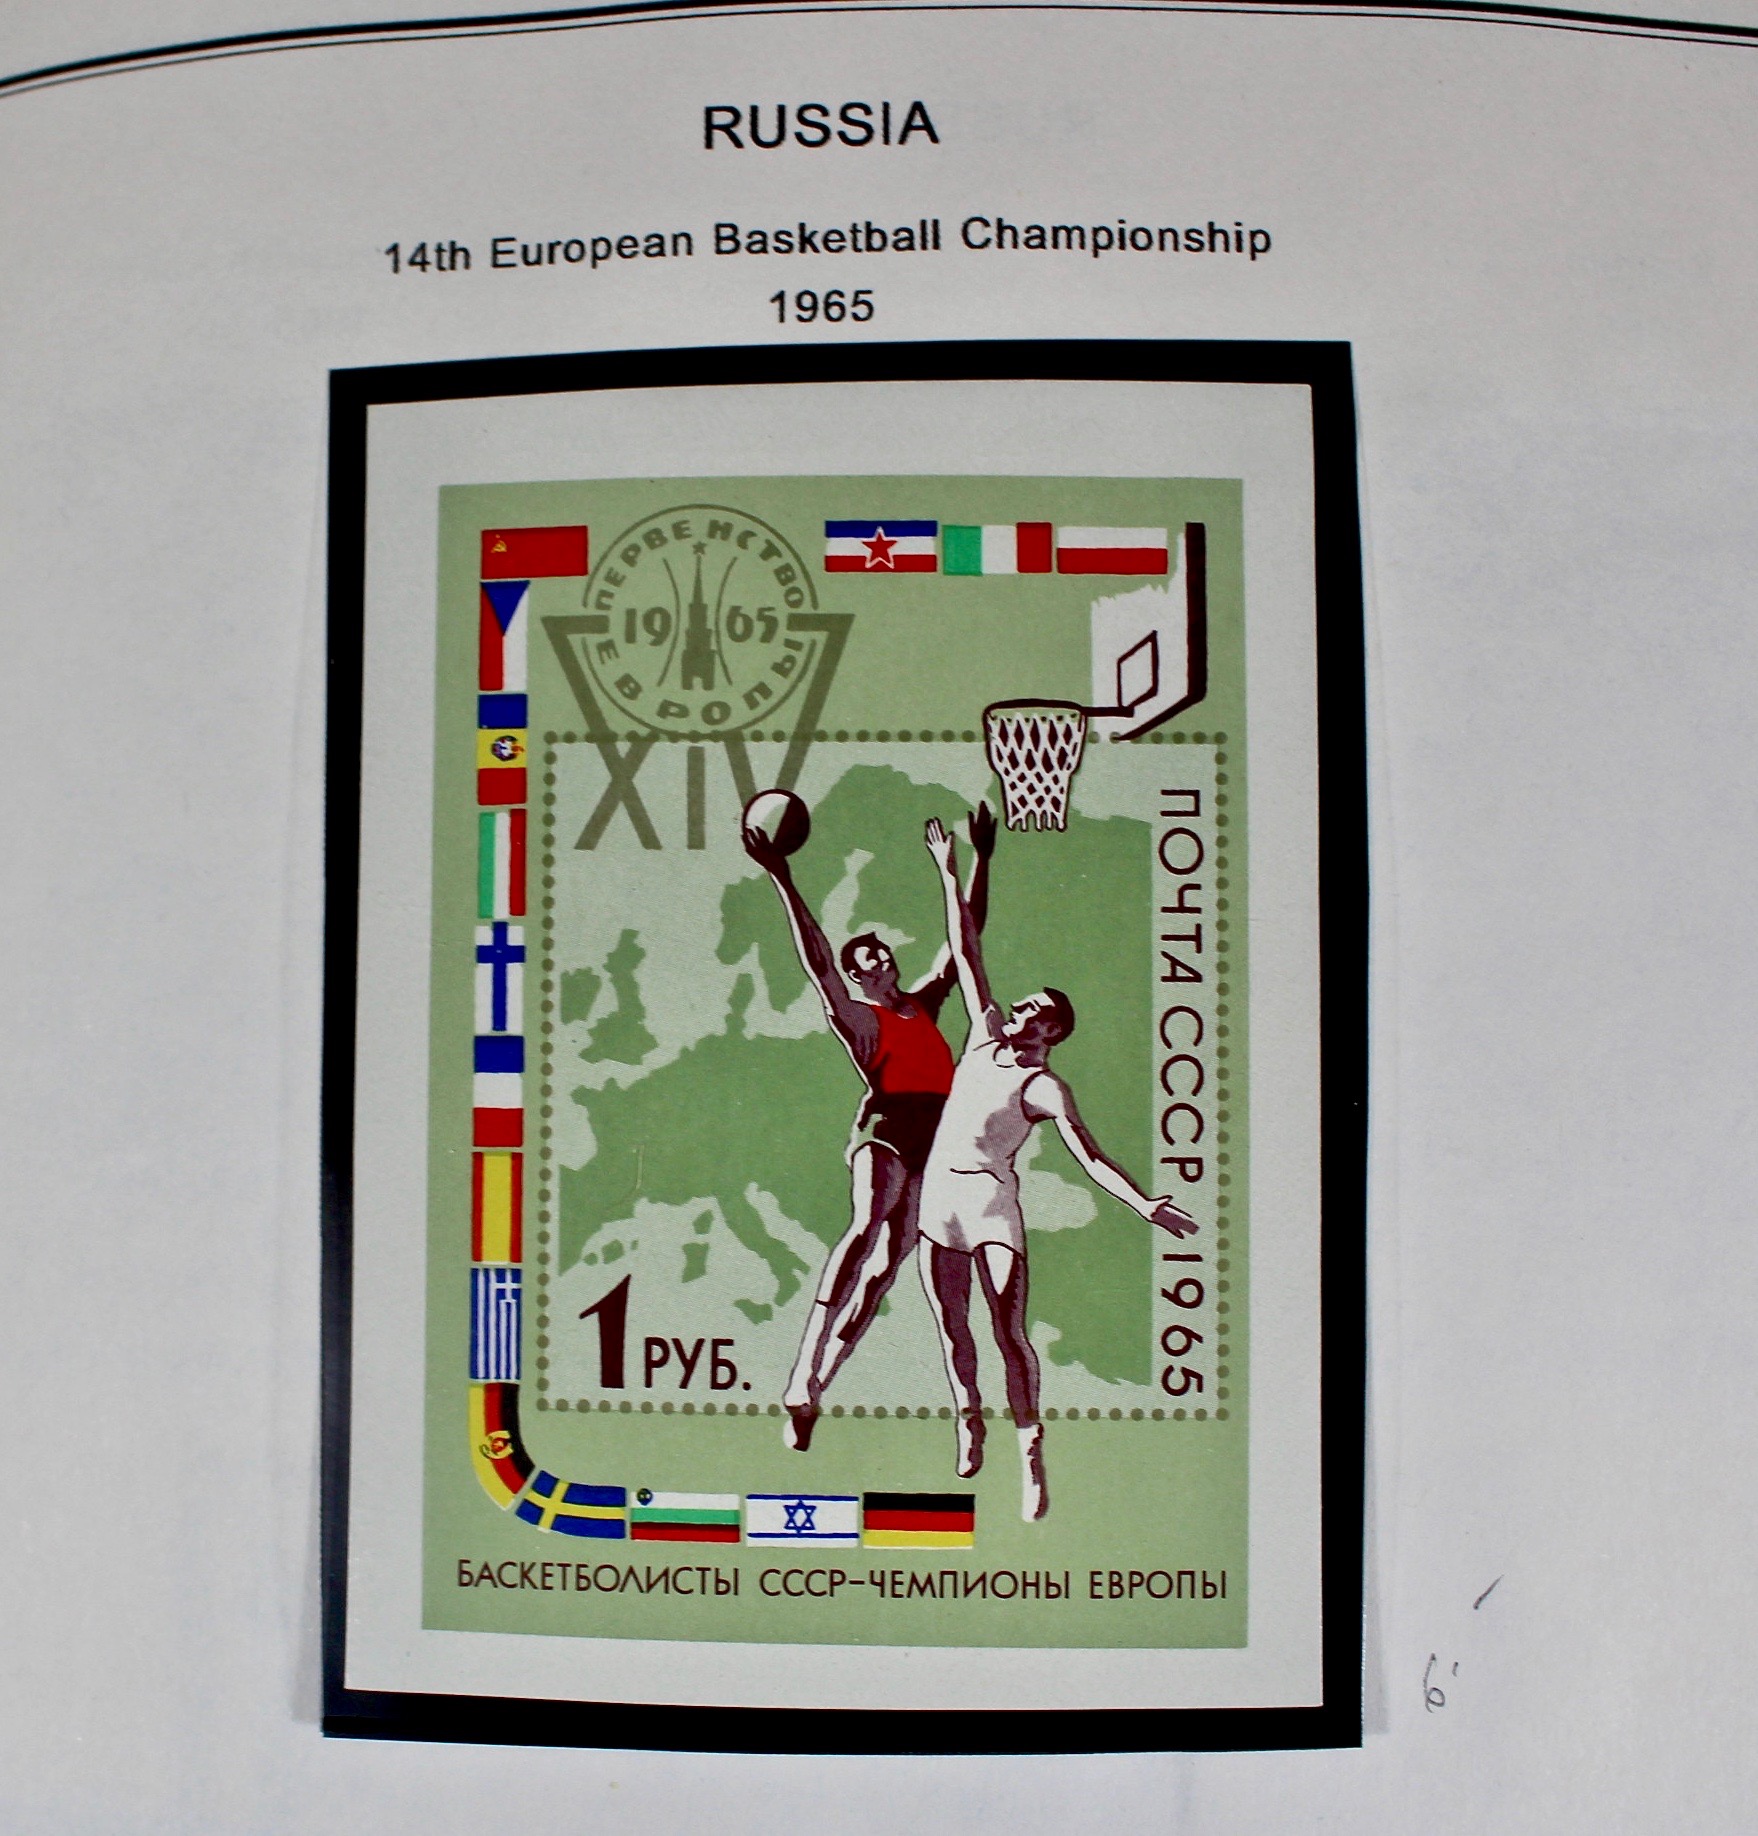 RUSSIA
14th European Basketball Championship
1965
ПЕРВЕНСТВО
19 65
ЕВРОПЫ
XIV
ПОЧТА СССР, 1965
1 РУБ.
БАСКЕТБОЛИСТЫ СССР-ЧЕМПИОНЫ ЕВРОПЫ